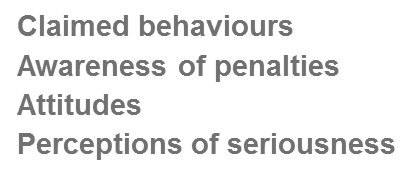 Claimed behaviours
Awareness of penalties
Attitudes
Perceptions of seriousness